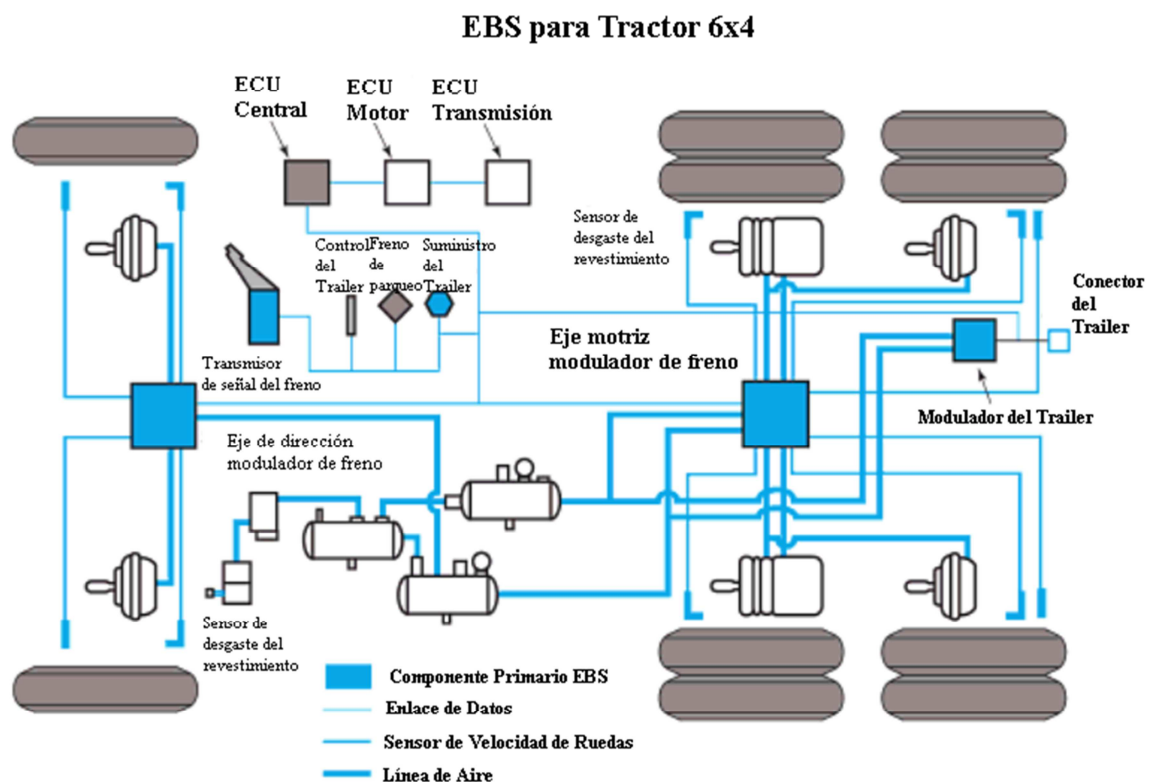 EBS para Tractor 6x4
ECU
Central
ECU
Motor
ECU
Transmisión
Control
del
Trailer
Freno
de
parqueo
Suministro
del
Trailer
Sensor de
desgaste del
revestimiento
Conector
del
Trailer
Eje motriz
modulador de freno
Transmisor
de señal del freno
Modulador del Trailer
Eje de dirección
modulador de freno
Sensor de
desgaste del
revestimiento
Componente Primario EBS
Enlace de Datos
Sensor de Velocidad de Ruedas
Línea de Aire